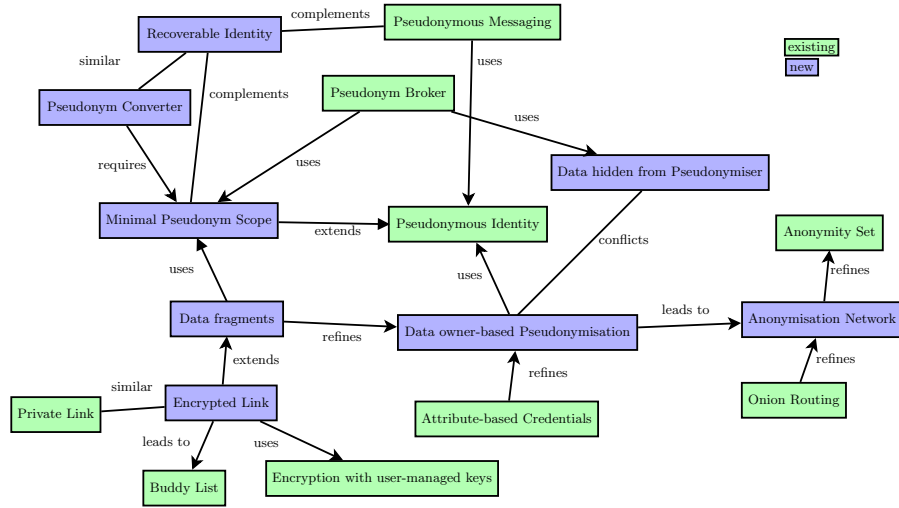 complements
Pseudonymous Messaging
Recoverable Identity
existing
similar
uses
new
Pseudonym Broker
complements
Pseudonym Converter
uses
requires
uses
Data hidden from Pseudonymiser
Minimal Pseudonym Scope
extends
Pseudonymous Identity
Anonymity Set
conflicts
uses
uses
refines
Data fragments
leads to
Anonymisation Network
refines
Data owner-based Pseudonymisation
extends
refines
refines
similar
Private Link
Encrypted Link
Onion Routing
Attribute-based Credentials
leads to
uses
Encryption with user-managed keys
Buddy List